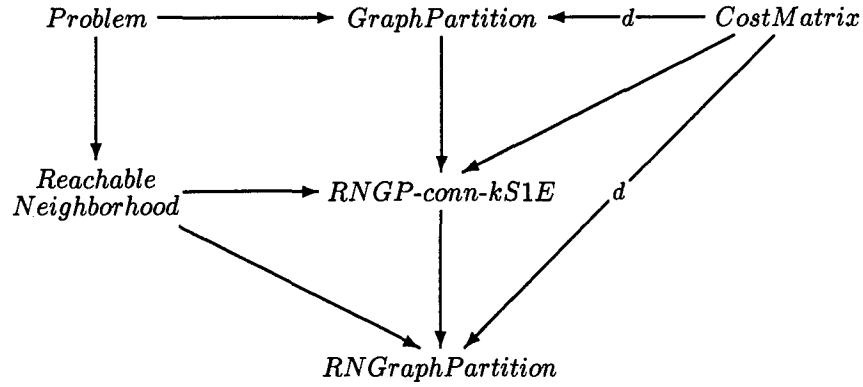 Problem
GraphPartition
d
CostMatrix
Reachable
Neighborhood
RNGP-conn-kS1E
d
RNGraphPartition